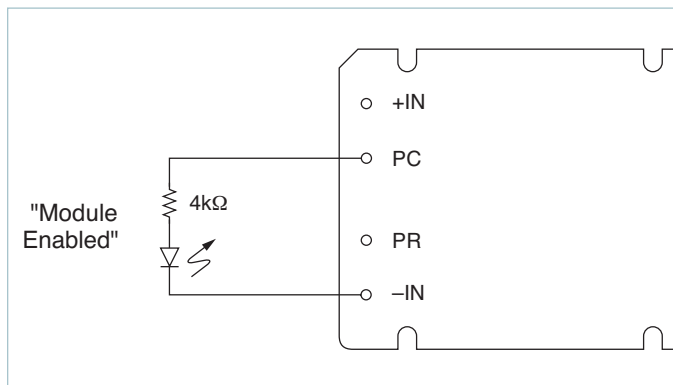 +IN
PC
4kΩ
"Module
Enabled"
PR
–IN